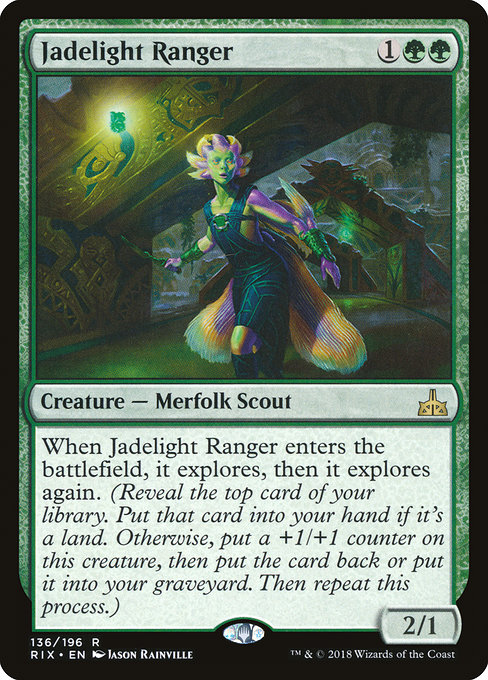 Jadelight Ranger 1
Creature — Merfolk Scout
When Jadelight Ranger enters the
battlefield, it explores, then it explores
again. (Reveal the top card of your
library. Put that card into your hand if it's
a land. Otherwise, put a +1/+1 counter on
this creature, then put the card back or put
it into your graveyard. Then repeat this
process.)
2/1
136/196 R
RIX • EN Jason Rainville ™ & © 2018 Wizards of the Coast